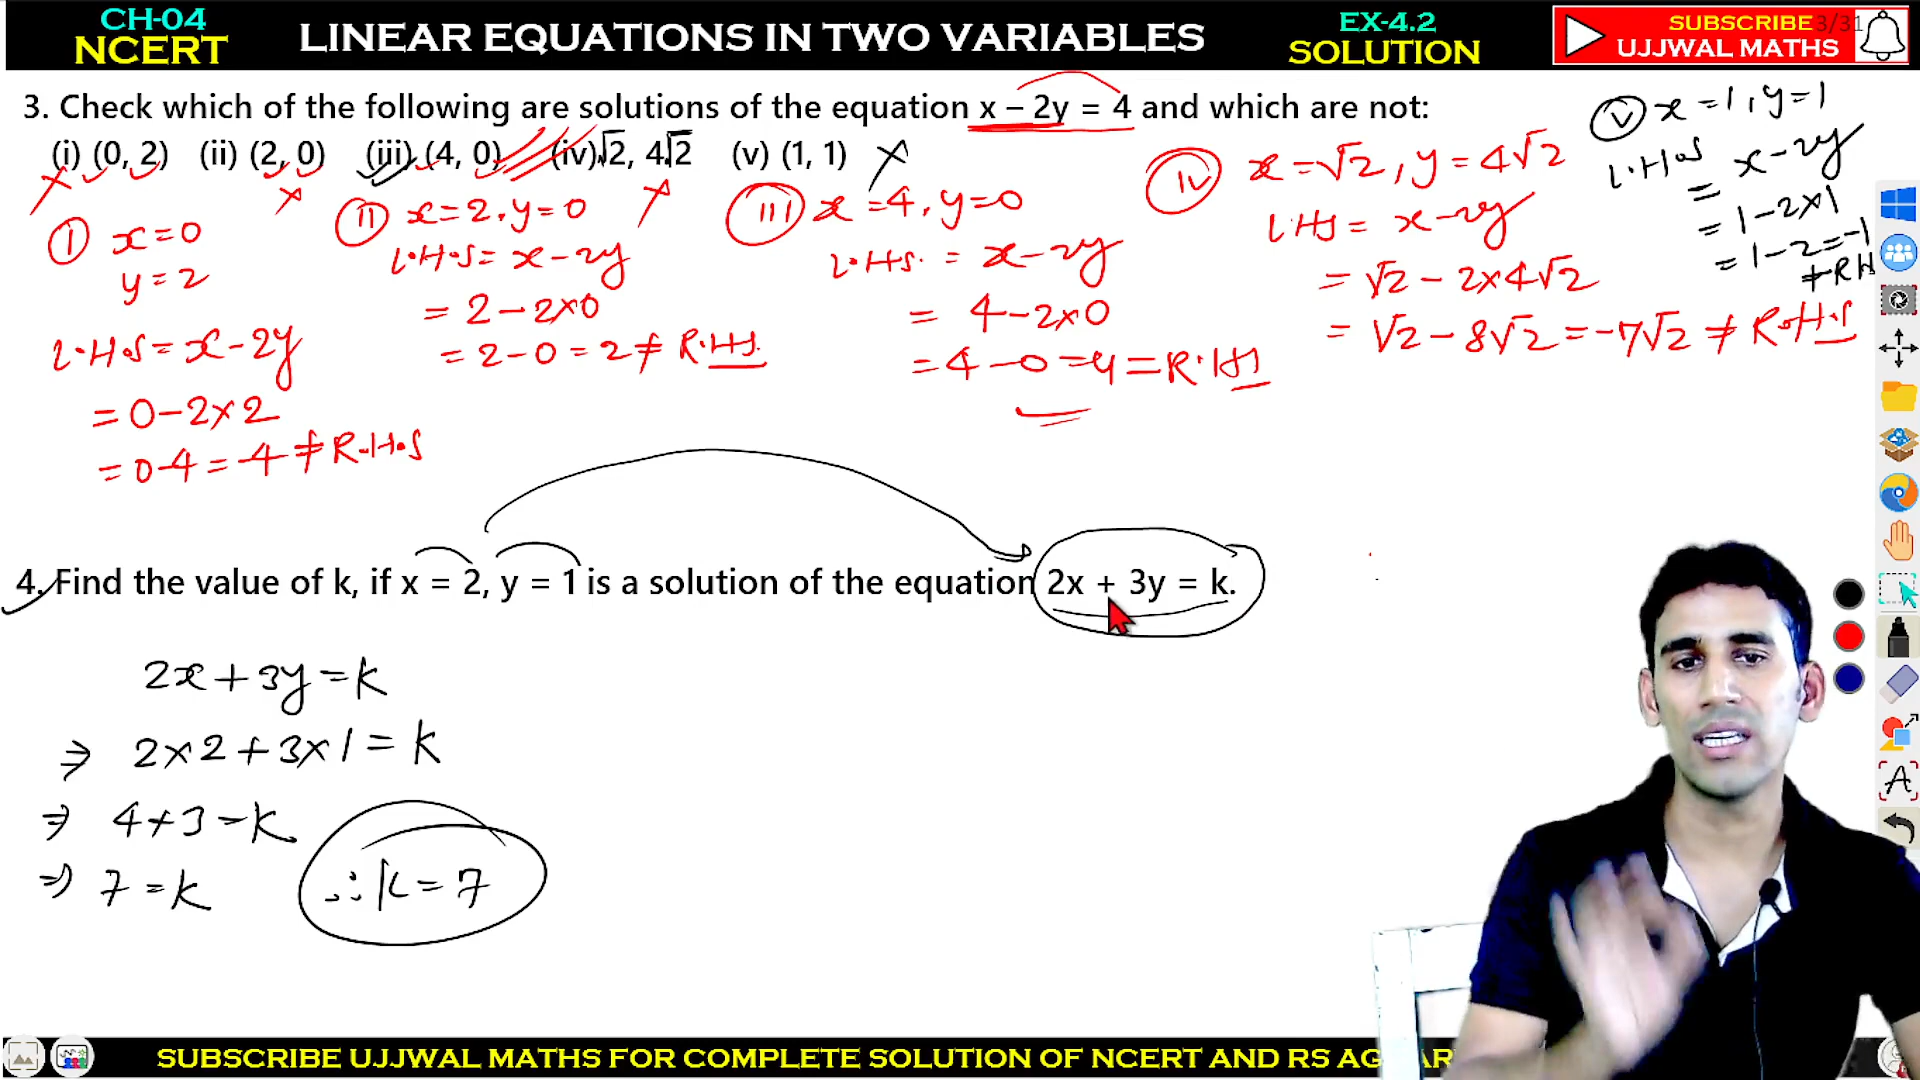 CH-04
NCERT
LINEAR EQUATIONS IN TWO VARIABLES
EX-4.2
SOLUTION
SUBSCRIBE 3/31
UJJWAL MATHS
3. Check which of the following are solutions of the equation x – 2y = 4 and which are not:
(i) (0, 2) (ii) (2, 0) (iii) (4, 0) (iv) √2, 4√2 (v) (1, 1)
I x = 0
y = 2
L.H.S = x - 2y
= 0 - 2 × 2
= 0 - 4 = -4 ≠ R.H.S
II x = 2, y = 0
L.H.S = x - 2y
= 2 - 2×0
= 2 - 0 = 2 ≠ R.H.S.
III x = 4, y = 0
L.H.S. = x - 2y
= 4 - 2×0
= 4 - 0 = 4 = R.H.S
IV x = √2, y = 4√2
LHS = x - 2y
= √2 - 2×4√2
= √2 - 8√2 = -7√2 ≠ R.H.S
V x = 1, y = 1
L.H.S
= x - 2y
= 1 - 2×1
= 1 - 2 = -1
≠ RH
4. Find the value of k, if x = 2, y = 1 is a solution of the equation 2x + 3y = k.
2x + 3y = k
⇒ 2×2 + 3×1 = k
⇒ 4 + 3 = k
⇒ 7 = k
∴ k = 7
A
SUBSCRIBE UJJWAL MATHS FOR COMPLETE SOLUTION OF NCERT AND RS AG